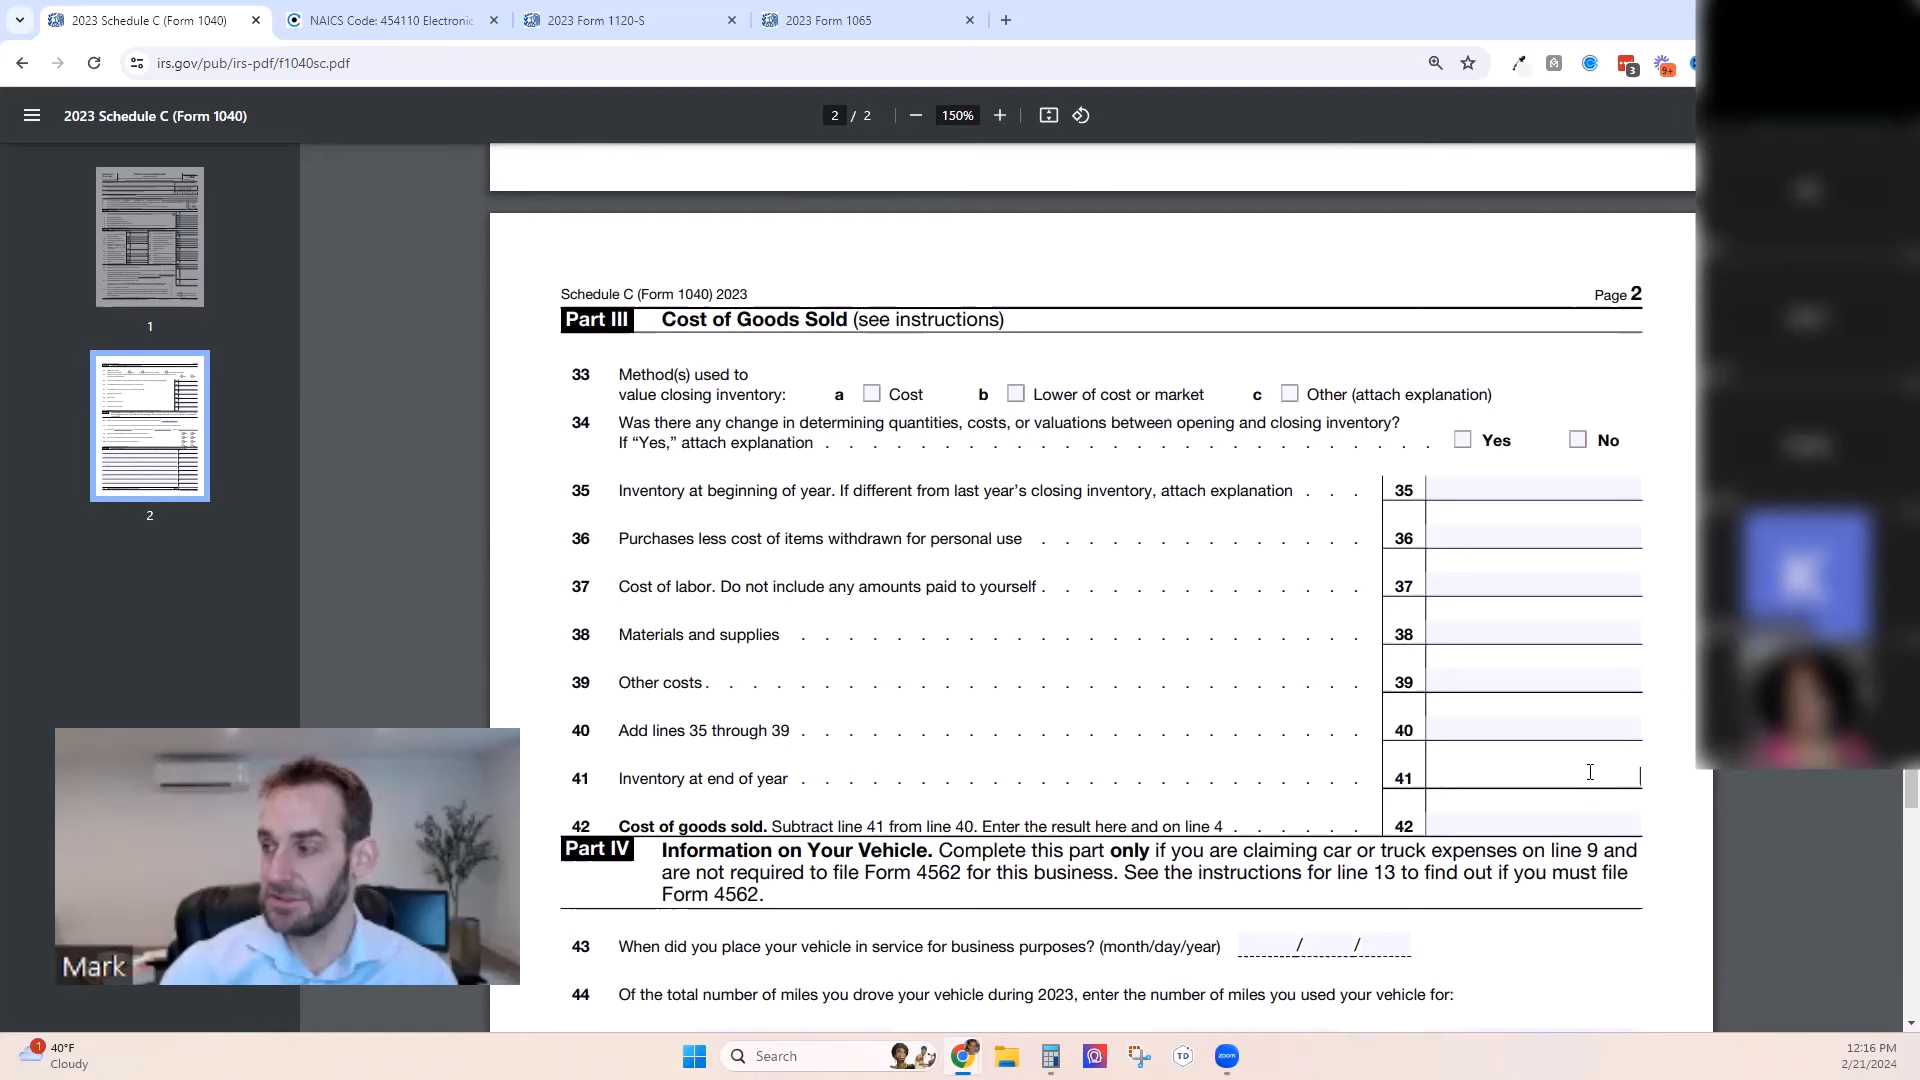 2023 Schedule C (Form 1040)
NAICS Code: 454110 Electronic
2023 Form 1120-S
2023 Form 1065
irs.gov/pub/irs-pdf/f1040sc.pdf
3
9+
2023 Schedule C (Form 1040)
2 / 2
150%
1
2
Schedule C (Form 1040) 2023 Page 2
Part III Cost of Goods Sold (see instructions)
33 Method(s) used to
value closing inventory: a Cost b Lower of cost or market c Other (attach explanation)
34 Was there any change in determining quantities, costs, or valuations between opening and closing inventory?
If “Yes,” attach explanation . . . . . . . . . . . . . . . . . . . . . . . . . . Yes No
35 Inventory at beginning of year. If different from last year’s closing inventory, attach explanation . . . 35
36 Purchases less cost of items withdrawn for personal use . . . . . . . . . . . . . . 36
37 Cost of labor. Do not include any amounts paid to yourself . . . . . . . . . . . . . . 37
38 Materials and supplies . . . . . . . . . . . . . . . . . . . . . . . . 38
39 Other costs . . . . . . . . . . . . . . . . . . . . . . . . . . . . 39
40 Add lines 35 through 39 . . . . . . . . . . . . . . . . . . . . . . . . 40
41 Inventory at end of year . . . . . . . . . . . . . . . . . . . . . . . . 41
42 Cost of goods sold. Subtract line 41 from line 40. Enter the result here and on line 4 . . . . . . 42
Part IV Information on Your Vehicle. Complete this part only if you are claiming car or truck expenses on line 9 and
are not required to file Form 4562 for this business. See the instructions for line 13 to find out if you must file
Form 4562.
43 When did you place your vehicle in service for business purposes? (month/day/year) / /
44 Of the total number of miles you drove your vehicle during 2023, enter the number of miles you used your vehicle for:
Mark
1
40°F
Cloudy
Search
TD
zoom
12:16 PM
2/21/2024